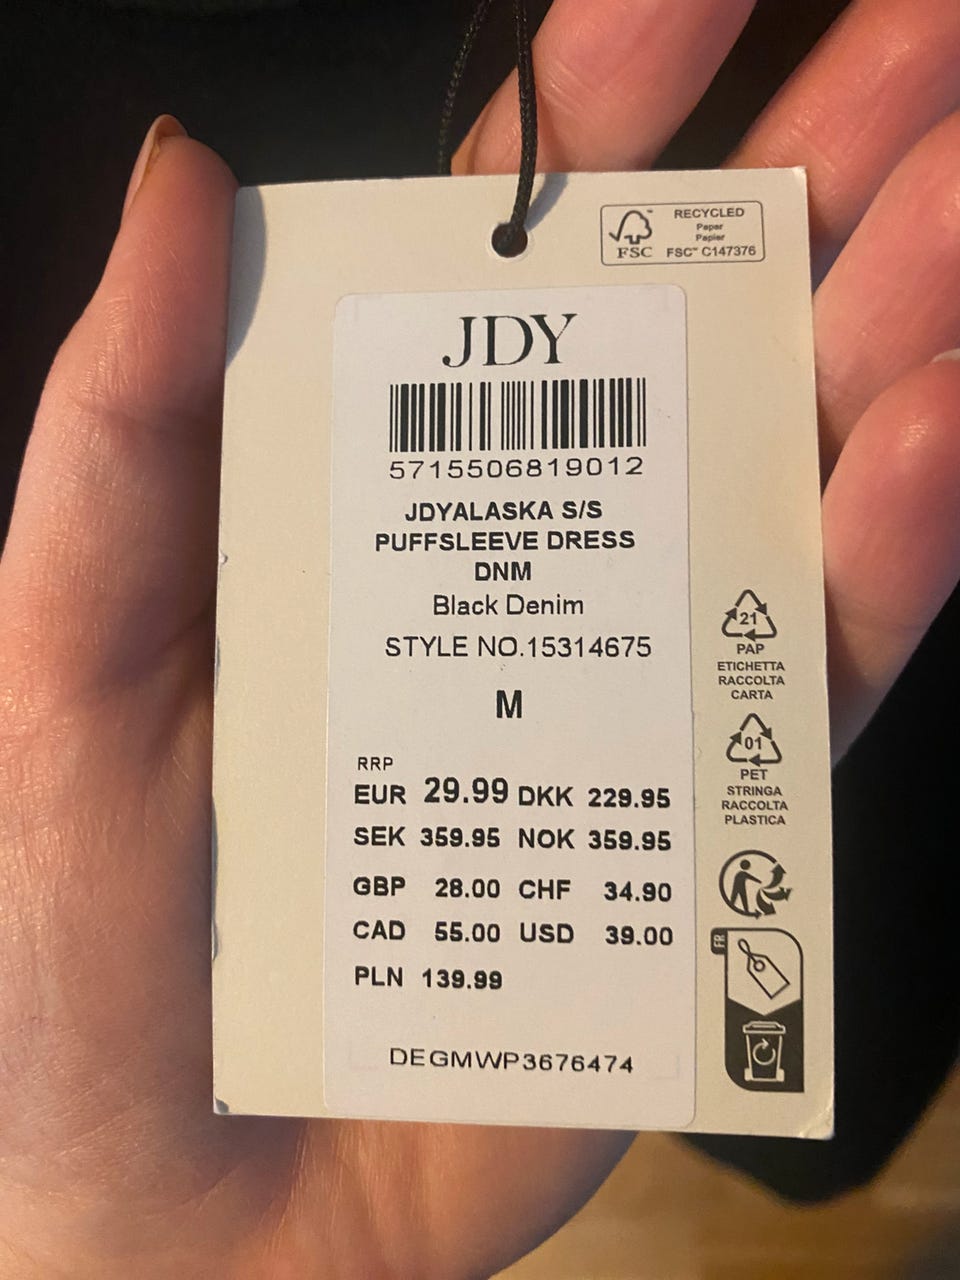 FSC™
RECYCLED
Paper
Papier
FSC™ C147376
JDY
5715506819012
JDYALASKA S/S
PUFFSLEEVE DRESS
DNM
Black Denim
STYLE NO.15314675
M
RRP
EUR 29.99 DKK 229.95
SEK 359.95 NOK 359.95
GBP 28.00 CHF 34.90
CAD 55.00 USD 39.00
PLN 139.99
DEGMWP3676474
21
PAP
ETICHETTA
RACCOLTA
CARTA
01
PET
STRINGA
RACCOLTA
PLASTICA
FR